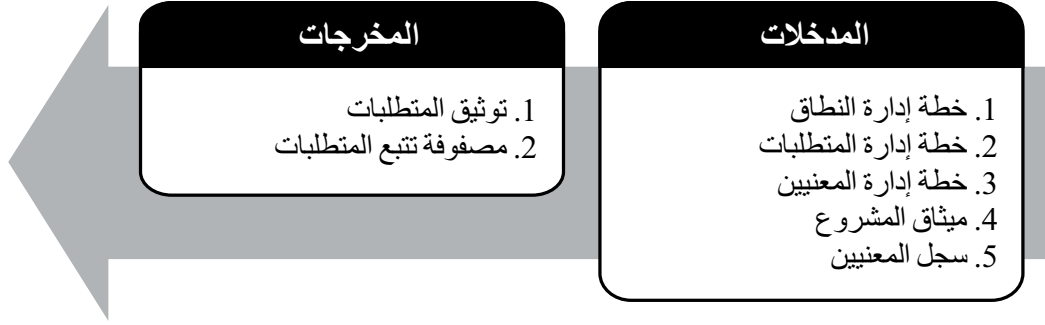 المدخلات
1. خطة إدارة النطاق
2. خطة إدارة المتطلبات
3. خطة إدارة المعنيين
4. ميثاق المشروع
5. سجل المعنيين
المخرجات
1. توثيق المتطلبات
2. مصفوفة تتبع المتطلبات